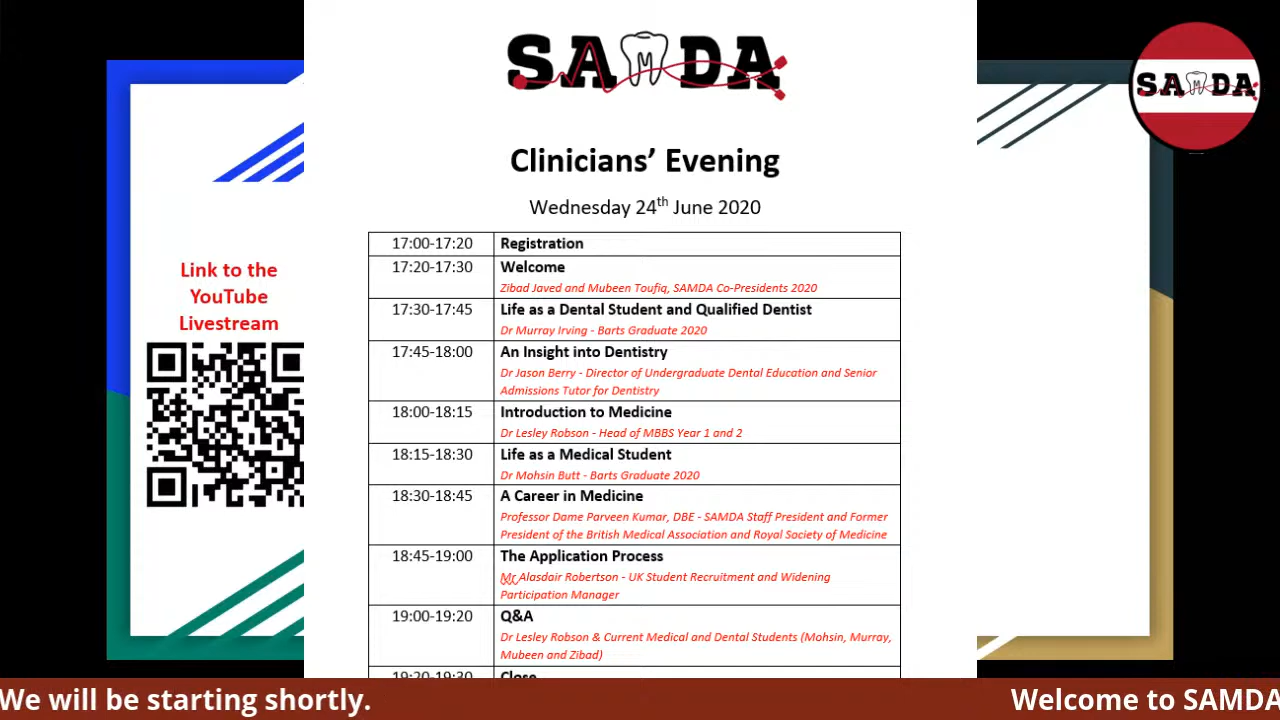 SAMDA
SAMDA
Clinicians’ Evening
Wednesday 24th June 2020
Link to the
YouTube
Livestream
17:00-17:20 Registration
17:20-17:30 Welcome
Zibad Javed and Mubeen Toufiq, SAMDA Co-Presidents 2020
17:30-17:45 Life as a Dental Student and Qualified Dentist
Dr Murray Irving - Barts Graduate 2020
17:45-18:00 An Insight into Dentistry
Dr Jason Berry - Director of Undergraduate Dental Education and Senior
Admissions Tutor for Dentistry
18:00-18:15 Introduction to Medicine
Dr Lesley Robson - Head of MBBS Year 1 and 2
18:15-18:30 Life as a Medical Student
Dr Mohsin Butt - Barts Graduate 2020
18:30-18:45 A Career in Medicine
Professor Dame Parveen Kumar, DBE - SAMDA Staff President and Former
President of the British Medical Association and Royal Society of Medicine
18:45-19:00 The Application Process
Mr Alasdair Robertson - UK Student Recruitment and Widening
Participation Manager
19:00-19:20 Q&A
Dr Lesley Robson & Current Medical and Dental Students (Mohsin, Murray,
Mubeen and Zibad)
19:20-19:30 Close
We will be starting shortly. Welcome to SAMDA